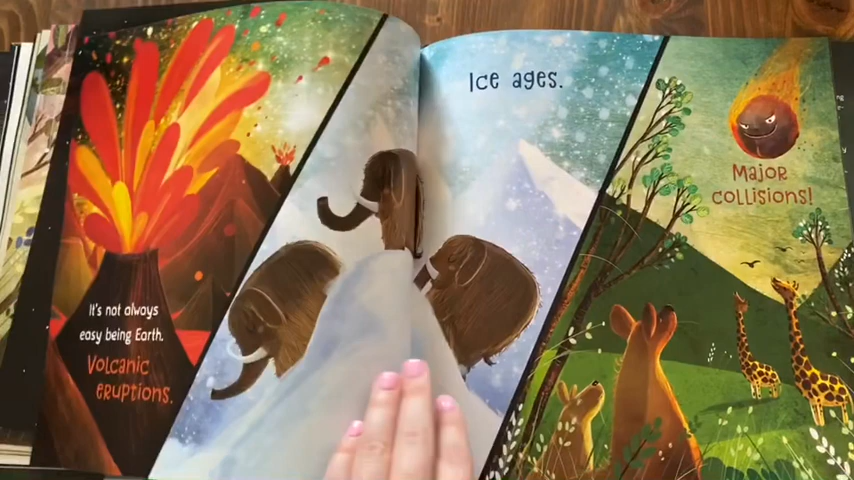 It's not always
easy being Earth.
Volcanic
eruptions.
Ice ages.
Major
collisions!